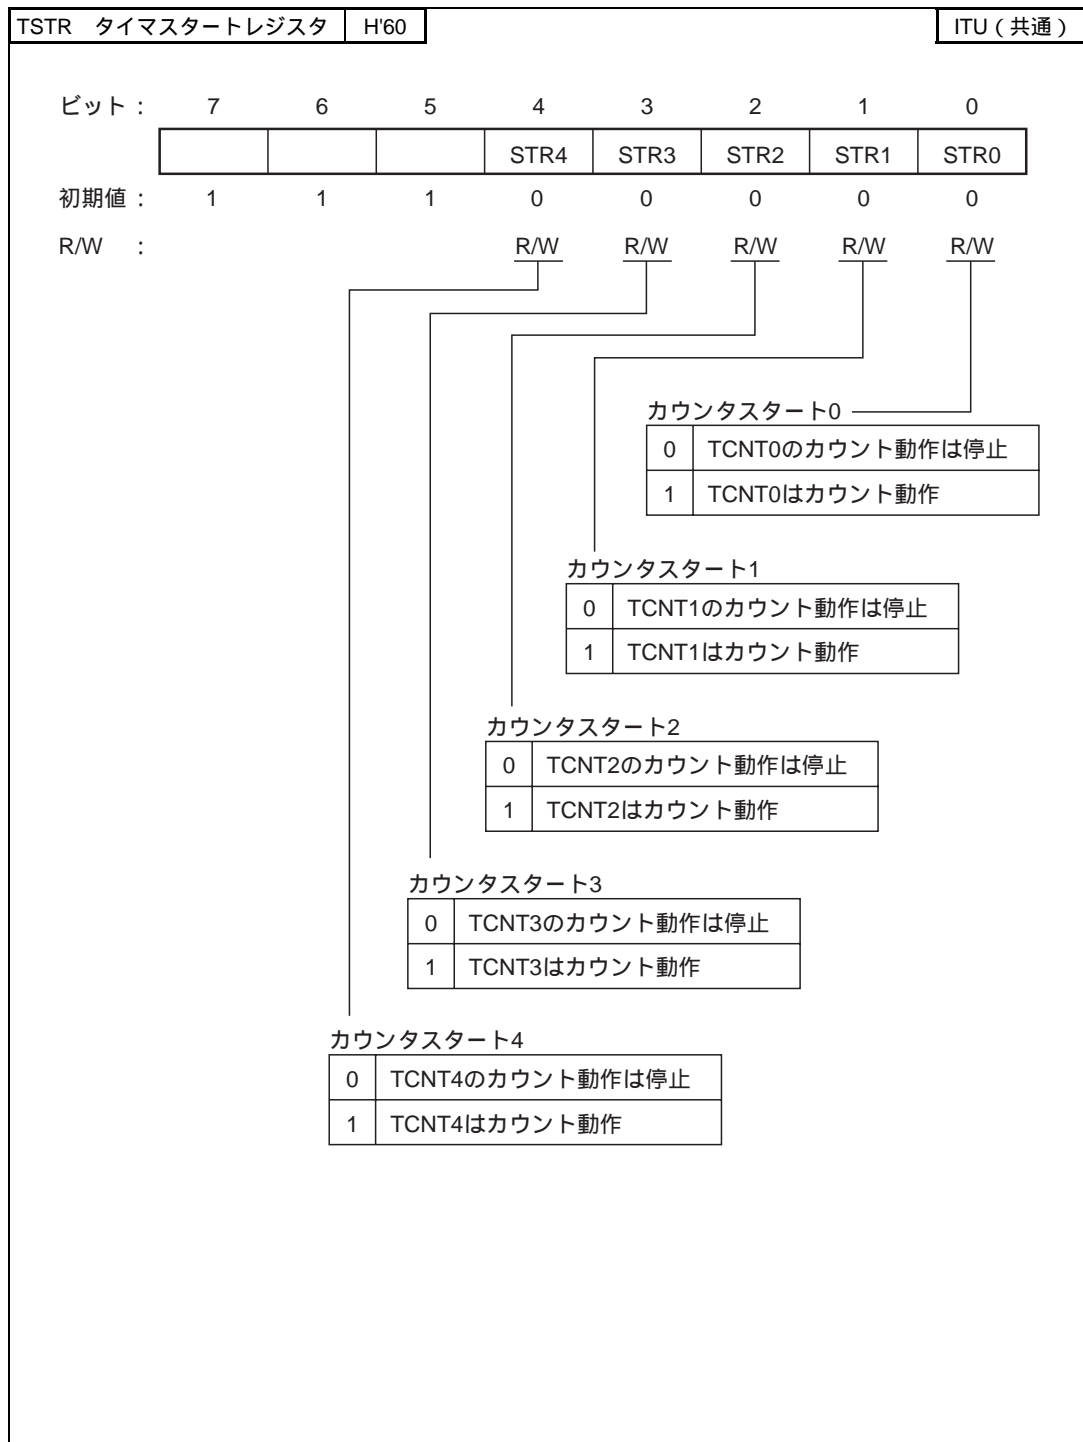 TSTR タイマスタートレジスタ H'60 ITU（共通）
ビット： 7 6 5 4 3 2 1 0
STR4 STR3 STR2 STR1 STR0
初期値： 1 1 1 0 0 0 0 0
R/W ： R/W R/W R/W R/W R/W
カウンタスタート0
0 TCNT0のカウント動作は停止
1 TCNT0はカウント動作
カウンタスタート1
0 TCNT1のカウント動作は停止
1 TCNT1はカウント動作
カウンタスタート2
0 TCNT2のカウント動作は停止
1 TCNT2はカウント動作
カウンタスタート3
0 TCNT3のカウント動作は停止
1 TCNT3はカウント動作
カウンタスタート4
0 TCNT4のカウント動作は停止
1 TCNT4はカウント動作